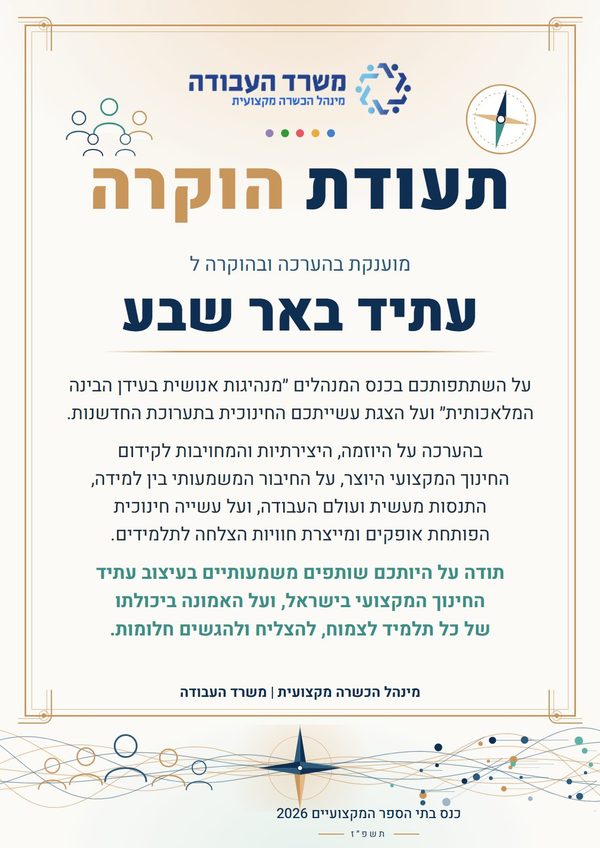 משרד העבודה
מינהל הכשרה מקצועית
תעודת הוקרה
מוענקת בהערכה ובהוקרה ל
עתיד באר שבע
על השתתפותכם בכנס המנהלים "מנהיגות אנושית בעידן הבינה
המלאכותית" ועל הצגת עשייתכם החינוכית בתערוכת החדשנות.
בהערכה על היוזמה, היצירתיות והמחויבות לקידום
החינוך המקצועי היוצר, על החיבור המשמעותי בין למידה,
התנסות מעשית ועולם העבודה, ועל עשייה חינוכית
הפותחת אופקים ומייצרת חוויות הצלחה לתלמידים.
תודה על היותכם שותפים משמעותיים בעיצוב עתיד
החינוך המקצועי בישראל, ועל האמונה ביכולתו
של כל תלמיד לצמוח, להצליח ולהגשים חלומות.
מינהל הכשרה מקצועית | משרד העבודה
כנס בתי הספר המקצועיים 2026
תשפ"ז